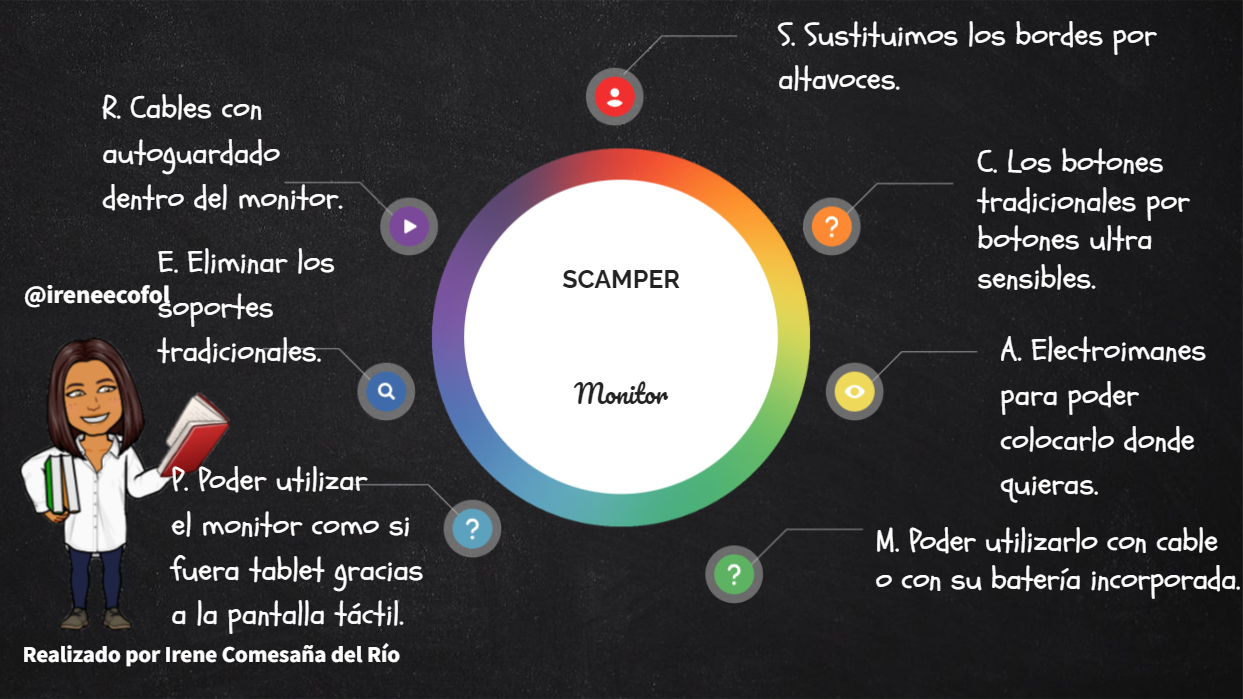 SCAMPER
Monitor
S. Sustituimos los bordes por
altavoces.
C. Los botones
tradicionales por
botones ultra
sensibles.
A. Electroimanes
para poder
colocarlo donde
quieras.
M. Poder utilizarlo con cable
o con su batería incorporada.
P. Poder utilizar
el monitor como si
fuera tablet gracias
a la pantalla táctil.
E. Eliminar los
soportes
tradicionales.
R. Cables con
autoguardado
dentro del monitor.
@ireneecofol
Realizado por Irene Comesaña del Río